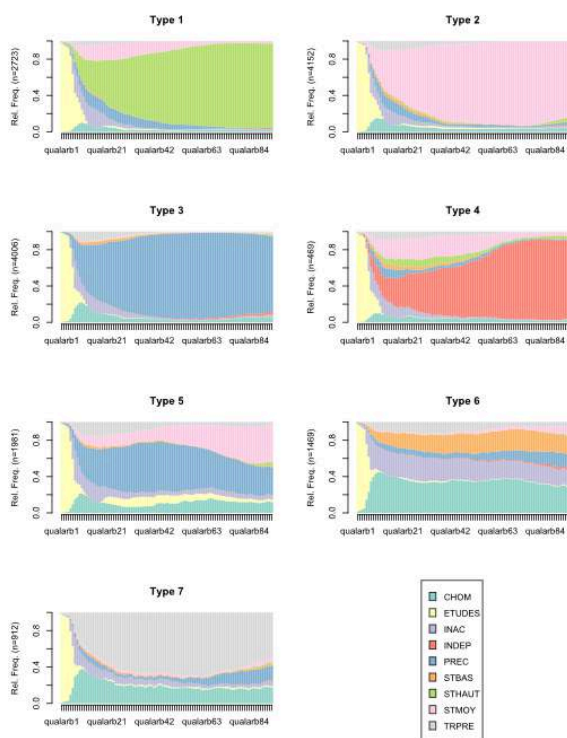 Type 1
Rel. Freq. (n=2723)
0.0 0.4 0.8
qualarb1 qualarb21 qualarb42 qualarb63 qualarb84
Type 2
Rel. Freq. (n=4152)
0.0 0.4 0.8
qualarb1 qualarb21 qualarb42 qualarb63 qualarb84
Type 3
Rel. Freq. (n=4006)
0.0 0.4 0.8
qualarb1 qualarb21 qualarb42 qualarb63 qualarb84
Type 4
Rel. Freq. (n=469)
0.0 0.4 0.8
qualarb1 qualarb21 qualarb42 qualarb63 qualarb84
Type 5
Rel. Freq. (n=1981)
0.0 0.4 0.8
qualarb1 qualarb21 qualarb42 qualarb63 qualarb84
Type 6
Rel. Freq. (n=1469)
0.0 0.4 0.8
qualarb1 qualarb21 qualarb42 qualarb63 qualarb84
Type 7
Rel. Freq. (n=912)
0.0 0.4 0.8
qualarb1 qualarb21 qualarb42 qualarb63 qualarb84
CHOM
ETUDES
INAC
INDEP
PREC
STBAS
STHAUT
STMOY
TRPRE